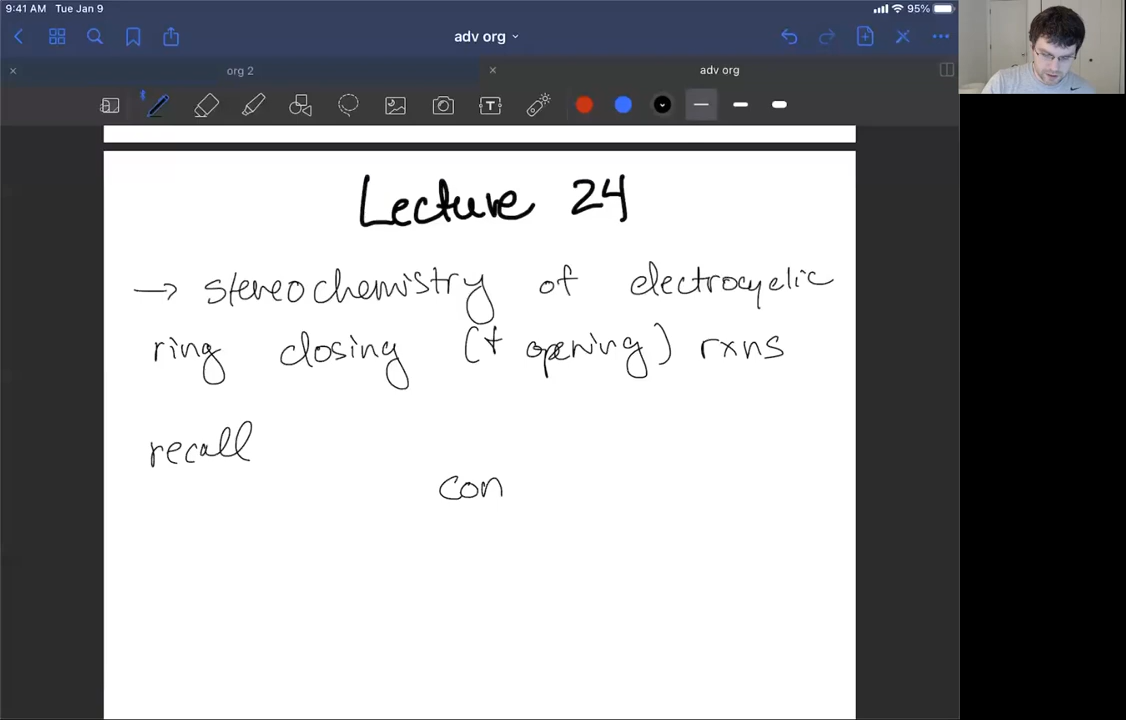 9:41 AM Tue Jan 9
95%
adv org
org 2
adv org
T
Lecture 24
→ stereochemistry of electrocyclic
ring closing (+ opening) rxns
recall
con